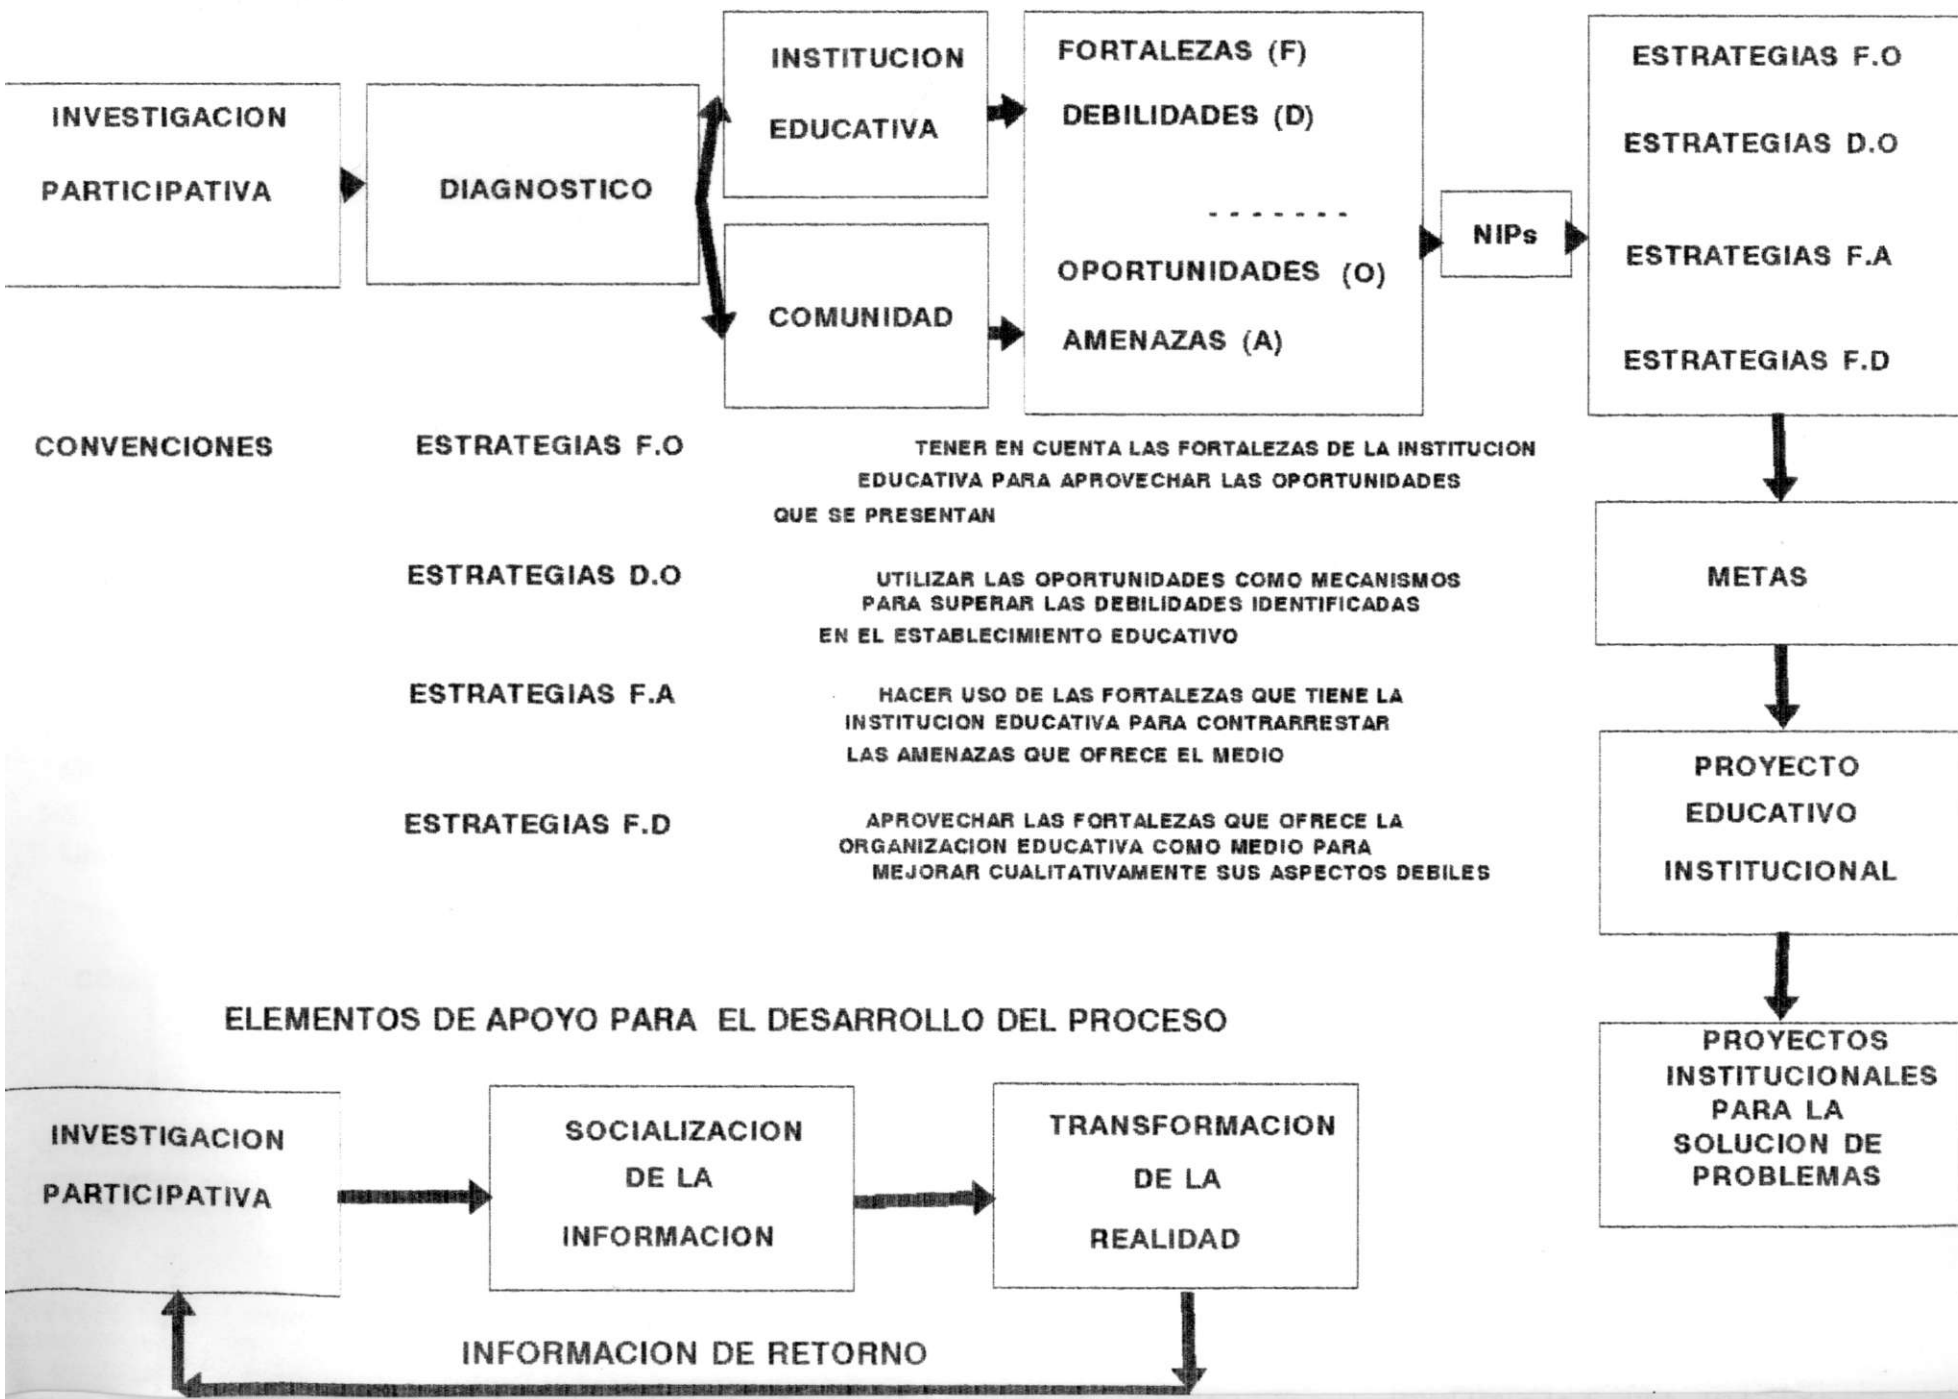 INVESTIGACION
PARTICIPATIVA
DIAGNOSTICO
INSTITUCION
EDUCATIVA
COMUNIDAD
FORTALEZAS (F)
DEBILIDADES (D)
- - - - - - -
OPORTUNIDADES (O)
AMENAZAS (A)
NIPs
ESTRATEGIAS F.O
ESTRATEGIAS D.O
ESTRATEGIAS F.A
ESTRATEGIAS F.D
METAS
PROYECTO
EDUCATIVO
INSTITUCIONAL
PROYECTOS
INSTITUCIONALES
PARA LA
SOLUCION DE
PROBLEMAS
CONVENCIONES
ESTRATEGIAS F.O
TENER EN CUENTA LAS FORTALEZAS DE LA INSTITUCION
EDUCATIVA PARA APROVECHAR LAS OPORTUNIDADES
QUE SE PRESENTAN
ESTRATEGIAS D.O
UTILIZAR LAS OPORTUNIDADES COMO MECANISMOS
PARA SUPERAR LAS DEBILIDADES IDENTIFICADAS
EN EL ESTABLECIMIENTO EDUCATIVO
ESTRATEGIAS F.A
HACER USO DE LAS FORTALEZAS QUE TIENE LA
INSTITUCION EDUCATIVA PARA CONTRARRESTAR
LAS AMENAZAS QUE OFRECE EL MEDIO
ESTRATEGIAS F.D
APROVECHAR LAS FORTALEZAS QUE OFRECE LA
ORGANIZACION EDUCATIVA COMO MEDIO PARA
MEJORAR CUALITATIVAMENTE SUS ASPECTOS DEBILES
ELEMENTOS DE APOYO PARA EL DESARROLLO DEL PROCESO
INVESTIGACION
PARTICIPATIVA
SOCIALIZACION
DE LA
INFORMACION
TRANSFORMACION
DE LA
REALIDAD
INFORMACION DE RETORNO